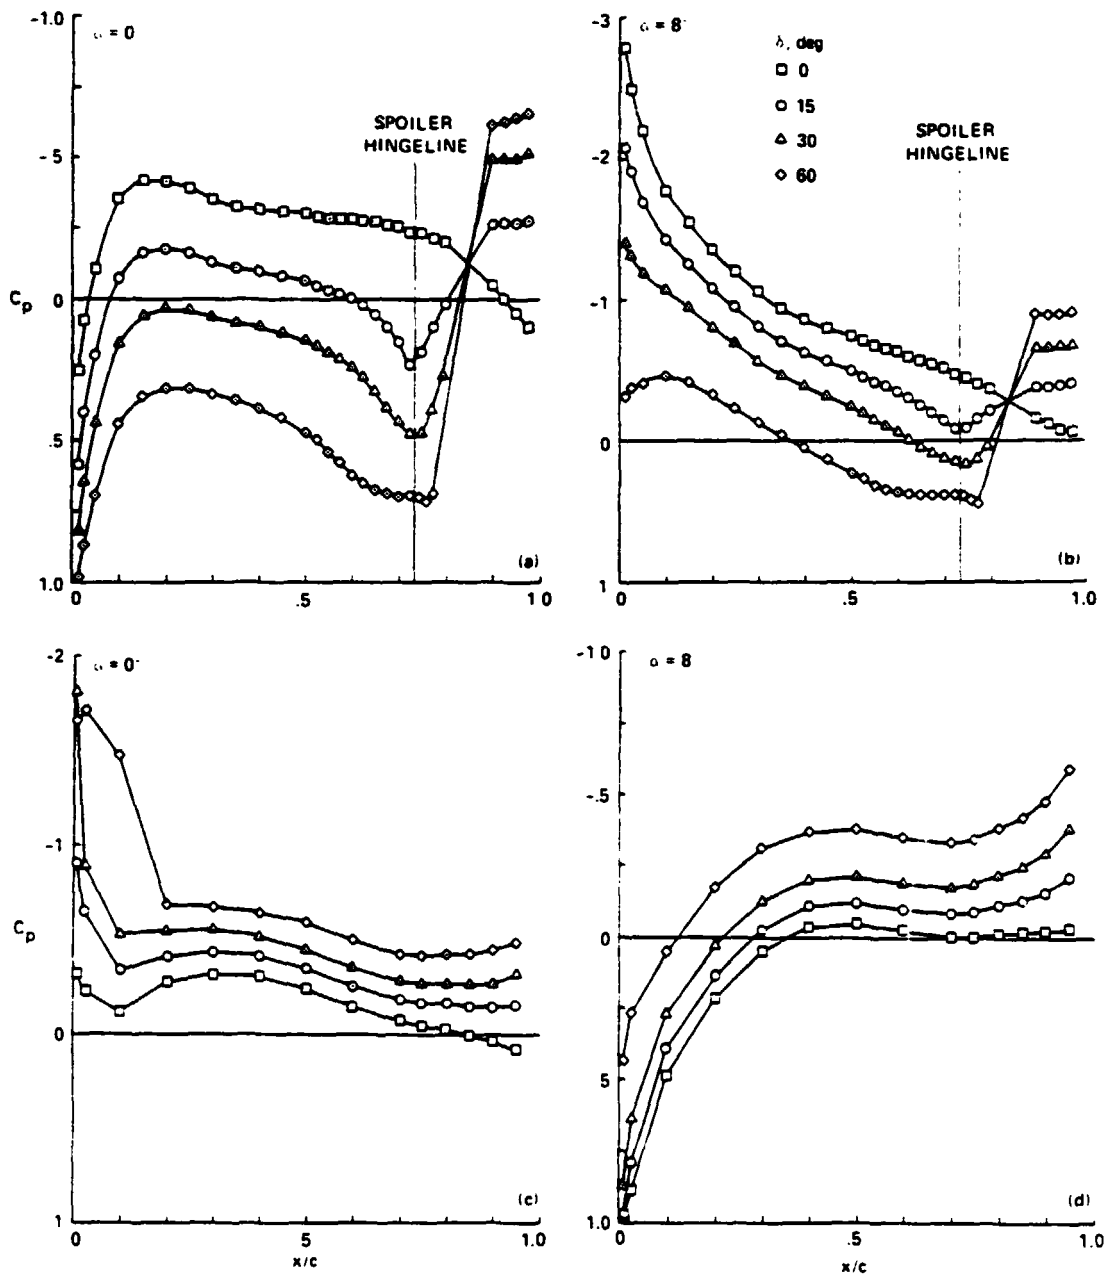 -1.0
α = 0
SPOILER
HINGELINE
-.5
Cp
0
.5
1.0
(a)
0
.5
1.0
-3
α = 8
δ, deg
0
15
30
60
SPOILER
HINGELINE
-2
-1
0
1
(b)
0
.5
1.0
-2
α = 0
-1
Cp
0
1
(c)
0
5
1.0
x/c
-1 0
α = 8
-.5
0
5
1.0
(d)
0
.5
1.0
x/c